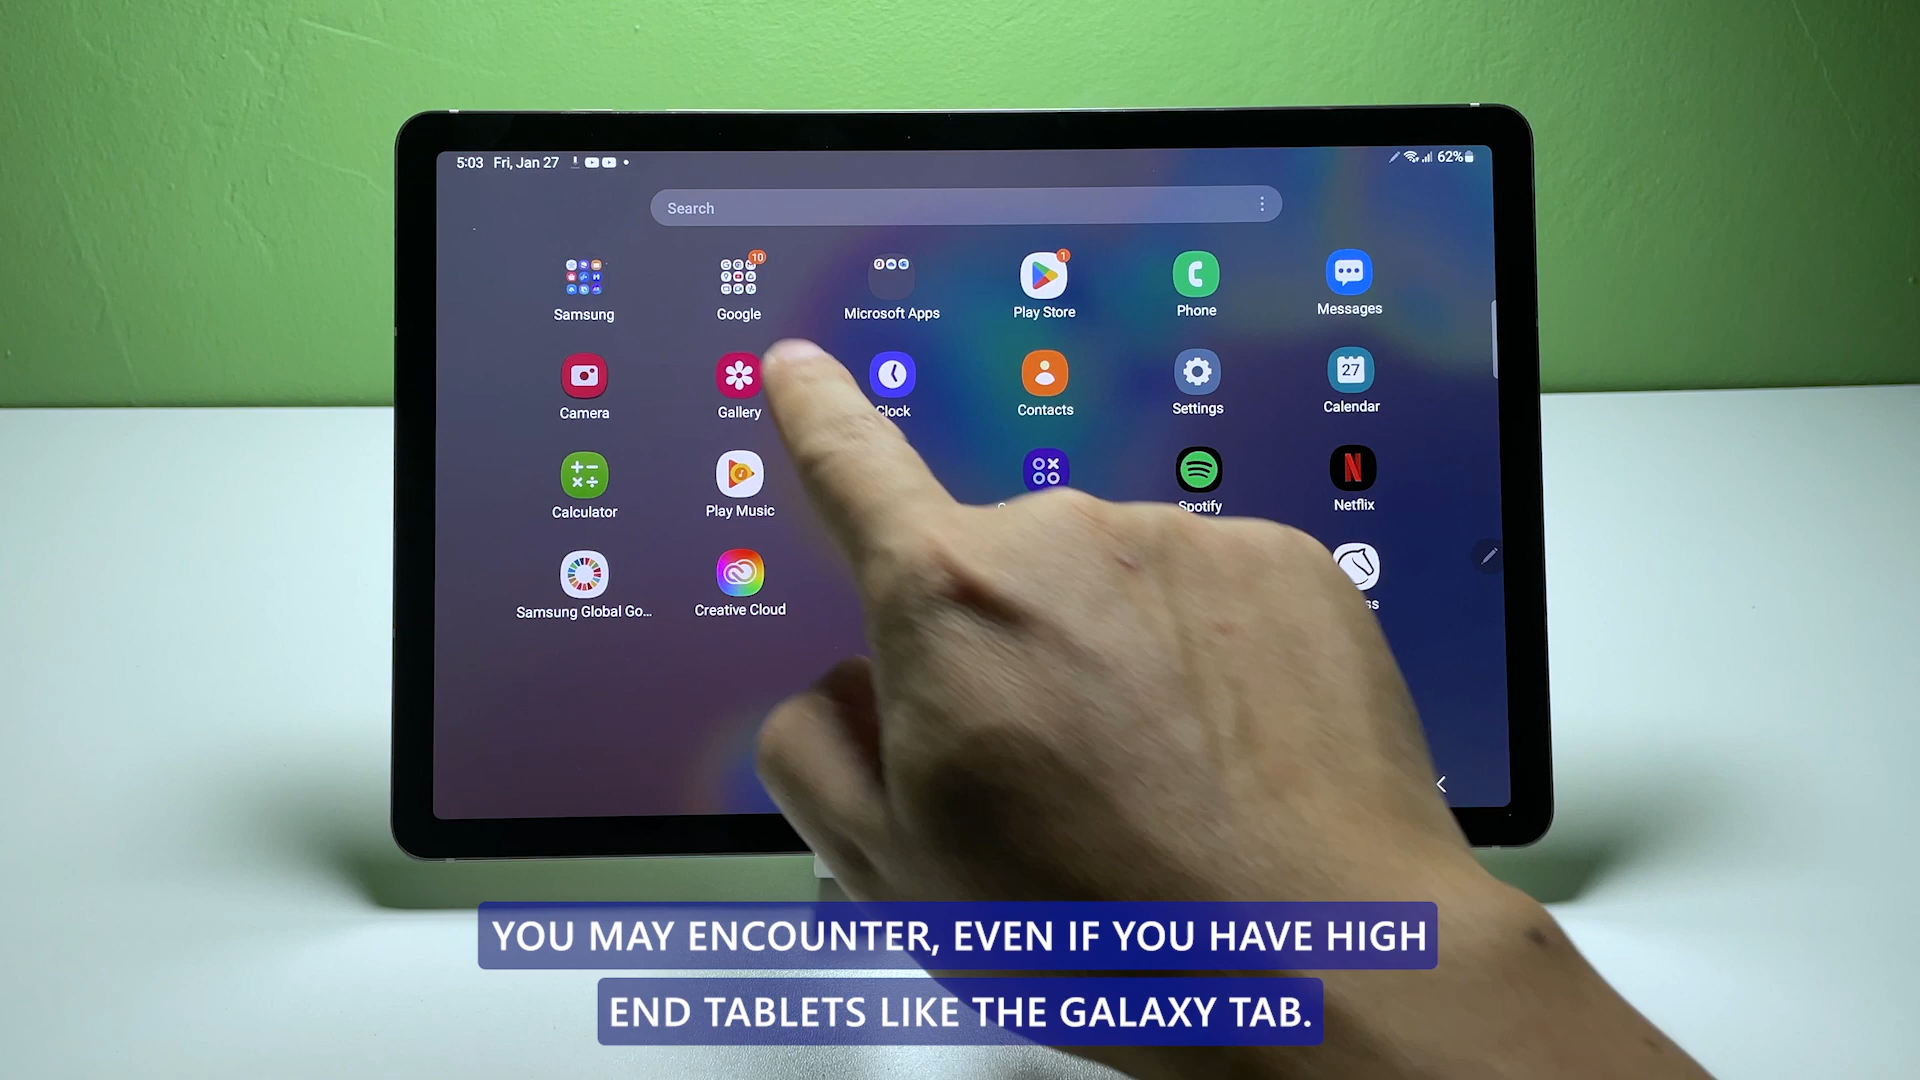 5:03 Fri, Jan 27
62%
Search
10
1
Samsung
Google
Microsoft Apps
Play Store
Phone
Messages
27
Camera
Gallery
Clock
Contacts
Settings
Calendar
Calculator
Play Music
Spotify
Netflix
Samsung Global Go...
Creative Cloud
YOU MAY ENCOUNTER, EVEN IF YOU HAVE HIGH
END TABLETS LIKE THE GALAXY TAB.